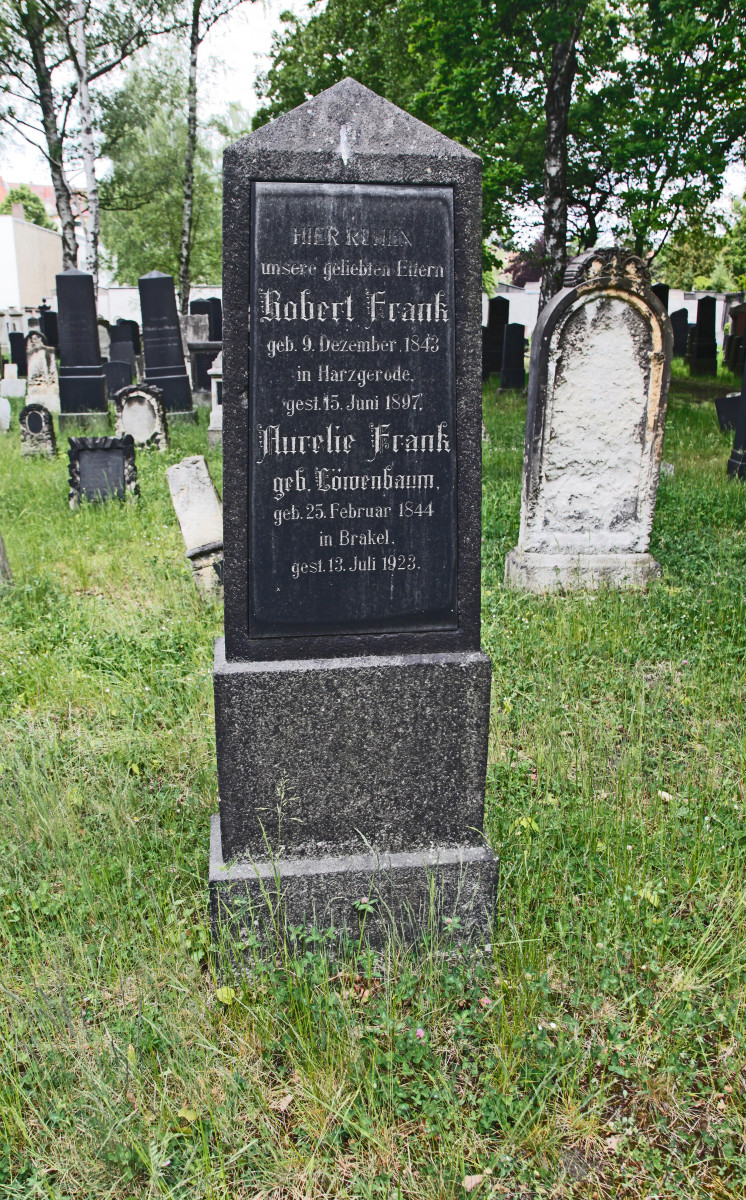 HIER RUHEN
unsere geliebten Eltern
Robert Frank
geb. 9. Dezember. 1843
in Harzgerode.
gest. 15. Juni 1897.
Aurelie Frank
geb. Löwenbaum.
geb. 25. Februar 1844
in Brakel.
gest. 13. Juli 1923.